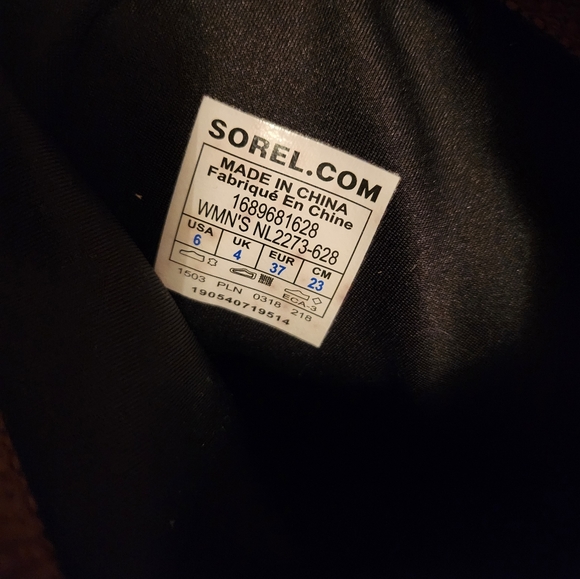 SOREL.COM
MADE IN CHINA
Fabriqué En Chine
1689681628
WMN'S NL2273-628
USA UK EUR CM
6 4 37 23
ECA-3
1503 PLN 0318 216
190540719514